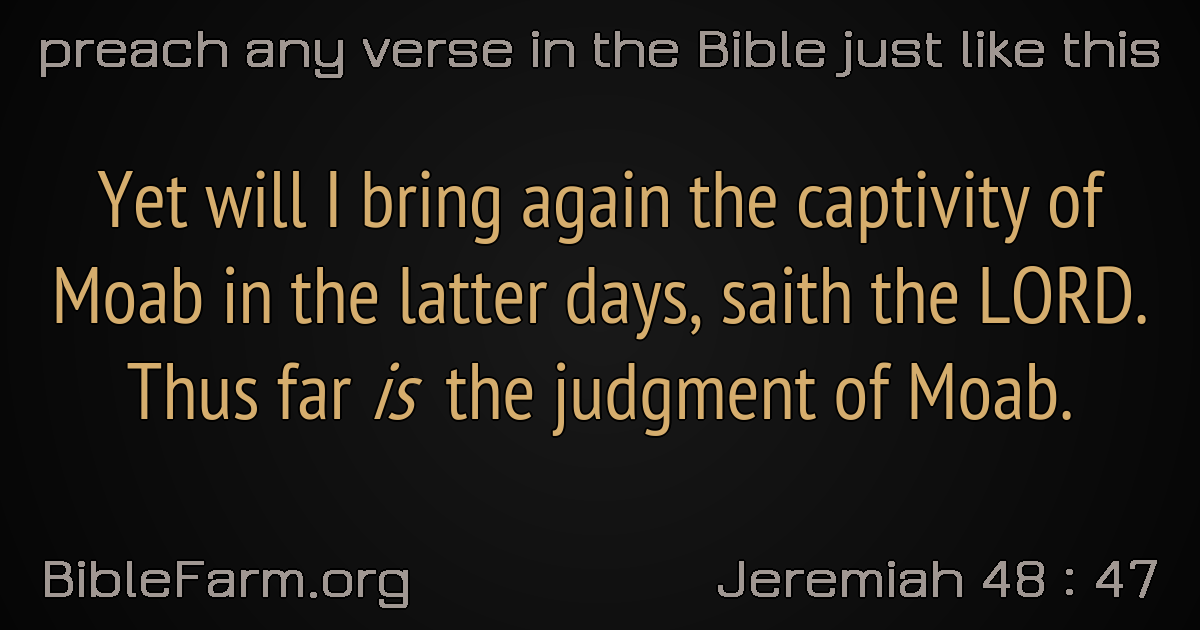 preach any verse in the Bible just like this
Yet will I bring again the captivity of
Moab in the latter days, saith the LORD.
Thus far is the judgment of Moab.
BibleFarm.org
Jeremiah 48 : 47